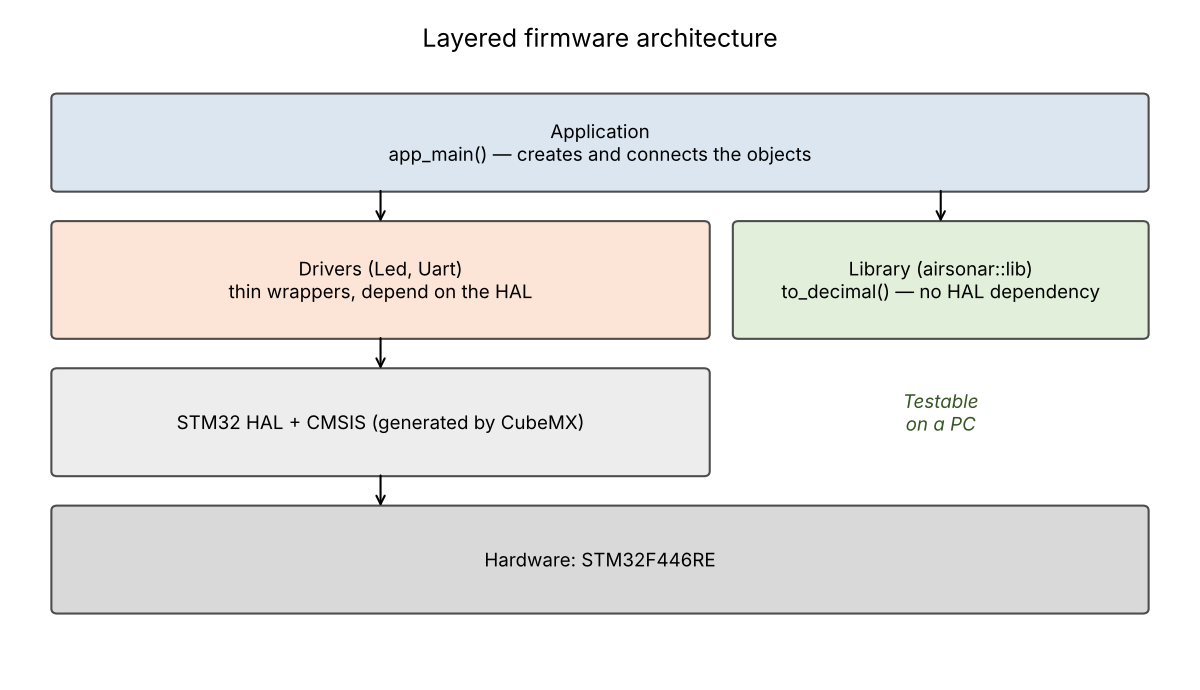 Layered firmware architecture
Application
app_main() — creates and connects the objects
Drivers (Led, Uart)
thin wrappers, depend on the HAL
Library (airsonar::lib)
to_decimal() — no HAL dependency
STM32 HAL + CMSIS (generated by CubeMX)
Testable
on a PC
Hardware: STM32F446RE